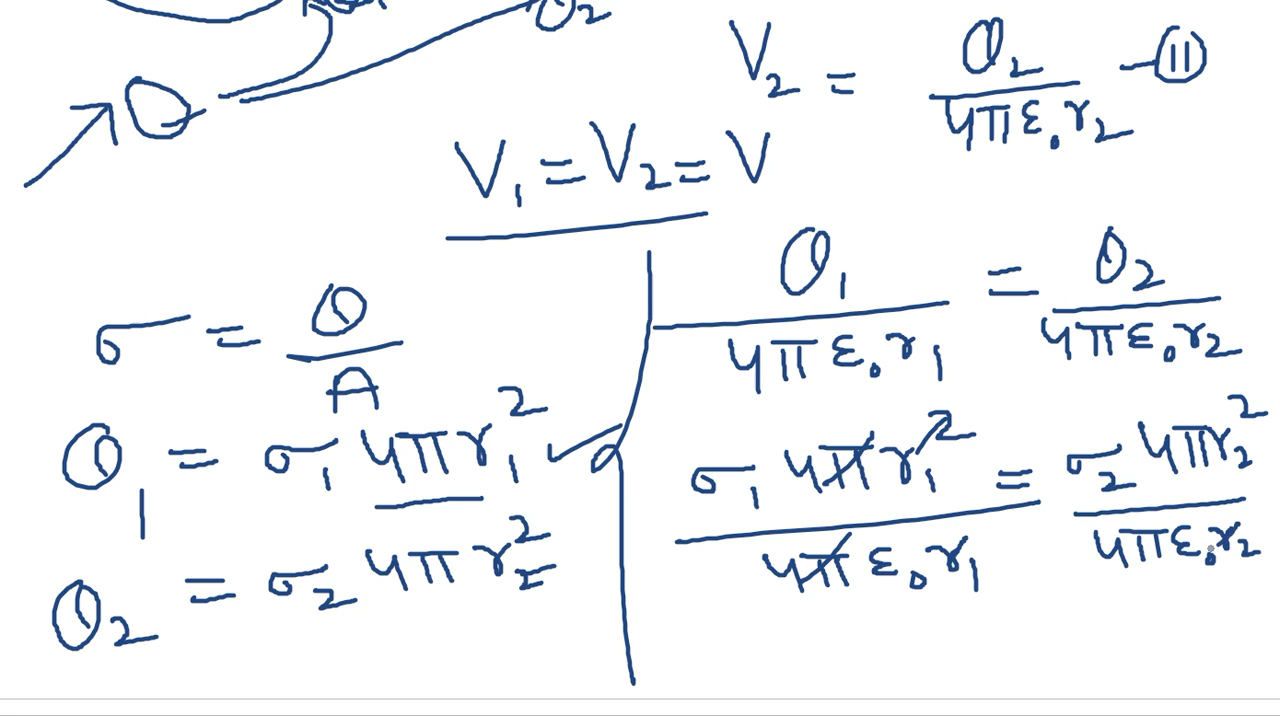 O₂
V₂ = Q₂ / 4πε₀r₂ — (II)
Q
V₁ = V₂ = V
Q₁ / 4πε₀r₁ = Q₂ / 4πε₀r₂
σ = Q / A
Q₁ = σ₁ 4πr₁²
σ₁ 4πr₁² / 4πε₀r₁ = σ₂ 4πr₂² / 4πε₀r₂
Q₂ = σ₂ 4πr₂²